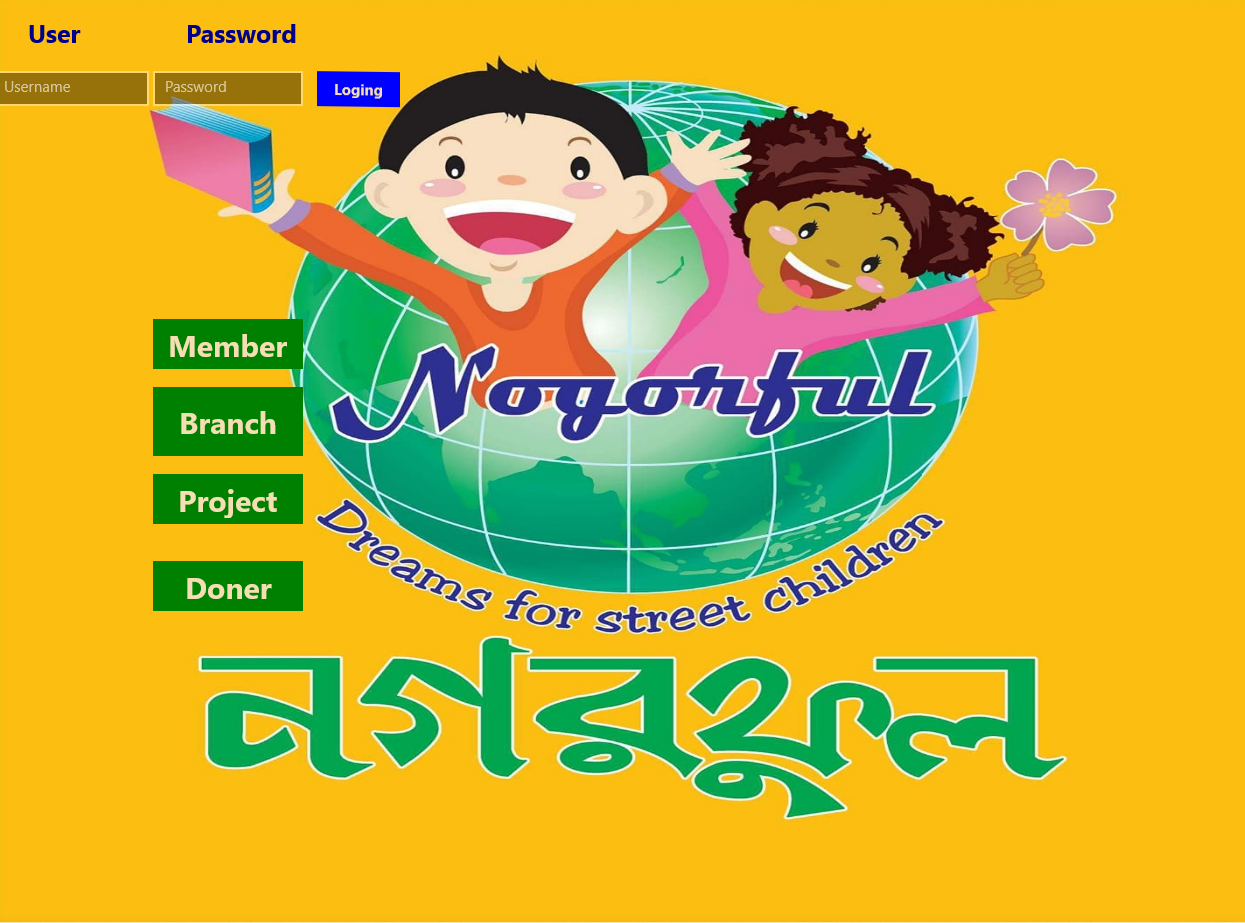 User Password
Username Password Loging
Member
Branch
Project
Doner
Nogorful
Dreams for street children
নগরফুল